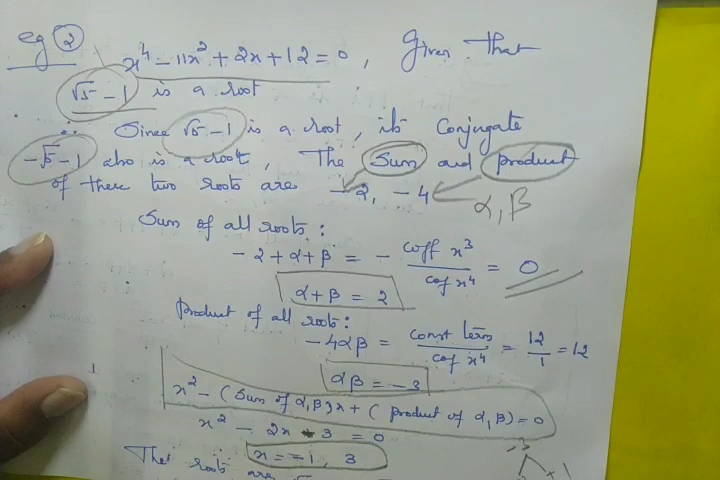 eg ②
x⁴ - 11x² + 2x + 12 = 0, Given that
√5 - 1 is a root
∴ Since √5 - 1 is a root, its Conjugate
-√5 - 1 also is a root, The Sum and product
of these two roots are -2, -4
α, β
Sum of all roots :
-2 + α + β = - coff x³ / cof x⁴ = 0
α + β = 2
Product of all roots :
-4αβ = const term / cof x⁴ = 12/1 = 12
αβ = -3
x² - (Sum of α, β)x + (product of α, β) = 0
x² - 2x - 3 = 0
x = -1, 3
The roots are